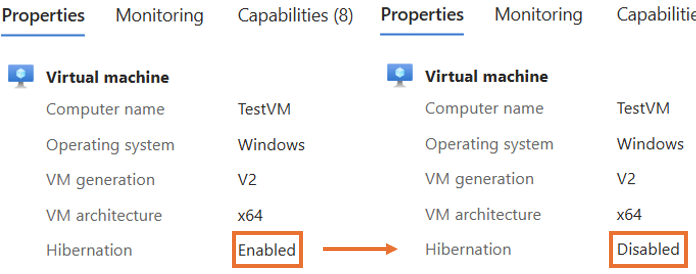 Properties Monitoring Capabilities (8)
Virtual machine
Computer name TestVM
Operating system Windows
VM generation V2
VM architecture x64
Hibernation Enabled
Properties Monitoring Capabilitie
Virtual machine
Computer name TestVM
Operating system Windows
VM generation V2
VM architecture x64
Hibernation Disabled